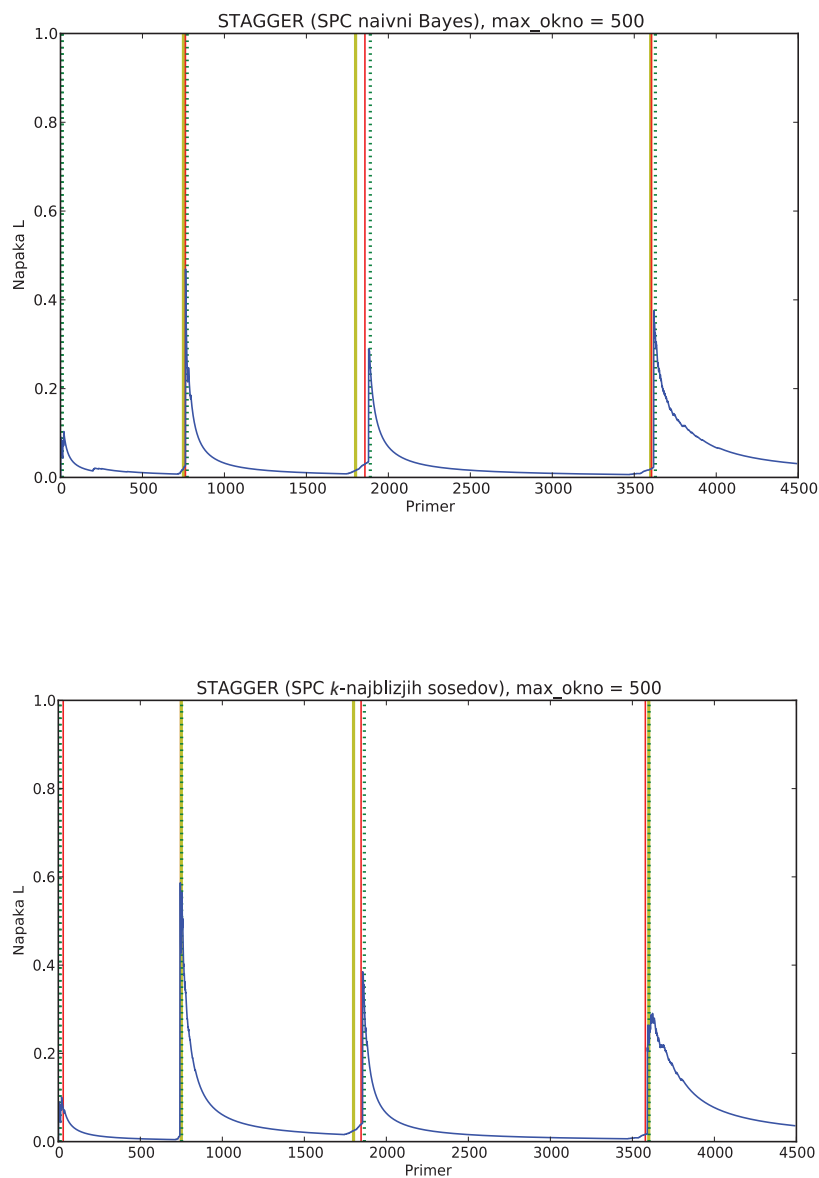 STAGGER (SPC naivni Bayes), max_okno = 500
1.0
0.8
0.6
0.4
0.2
0.0
Napaka L
0 500 1000 1500 2000 2500 3000 3500 4000 4500
Primer
STAGGER (SPC k-najblizjih sosedov), max_okno = 500
1.0
0.8
0.6
0.4
0.2
0.0
Napaka L
0 500 1000 1500 2000 2500 3000 3500 4000 4500
Primer